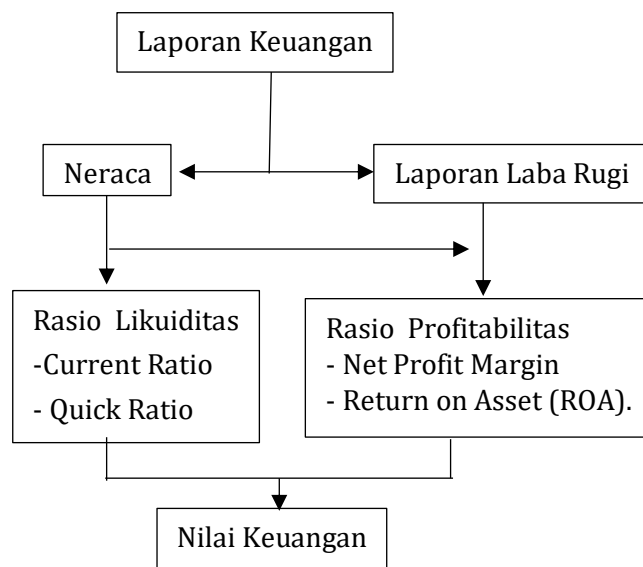 Laporan Keuangan
Neraca
Laporan Laba Rugi
Rasio Likuiditas
-Current Ratio
- Quick Ratio
Rasio Profitabilitas
- Net Profit Margin
- Return on Asset (ROA).
Nilai Keuangan